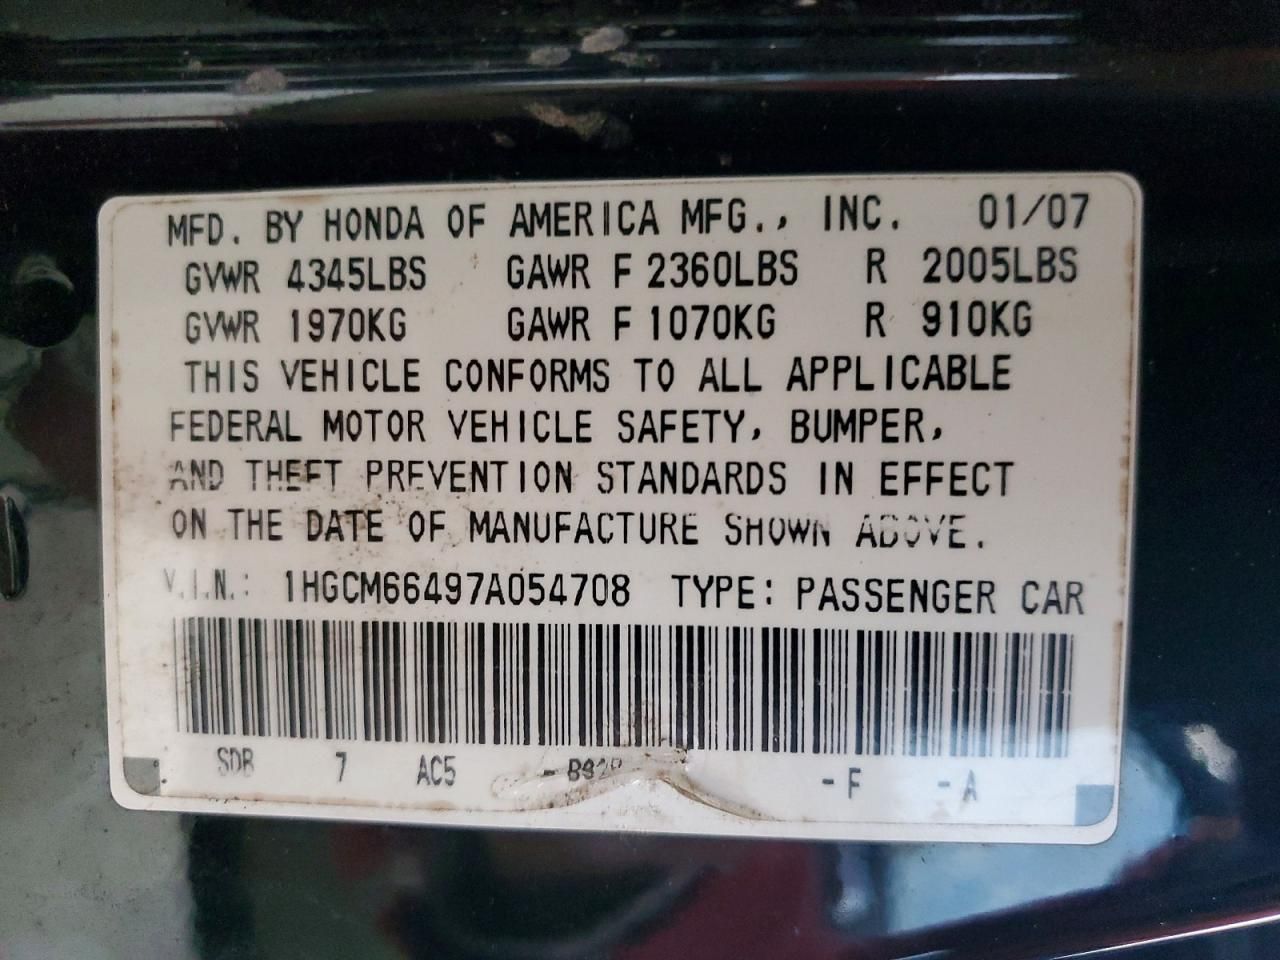 MFD. BY HONDA OF AMERICA MFG., INC. 01/07
GVWR 4345LBS GAWR F 2360LBS R 2005LBS
GVWR 1970KG GAWR F 1070KG R 910KG
THIS VEHICLE CONFORMS TO ALL APPLICABLE
FEDERAL MOTOR VEHICLE SAFETY, BUMPER,
AND THEFT PREVENTION STANDARDS IN EFFECT
ON THE DATE OF MANUFACTURE SHOWN ABOVE.
V.I.N.: 1HGCM66497A054708 TYPE: PASSENGER CAR
SDB 7 AC5 - F - A